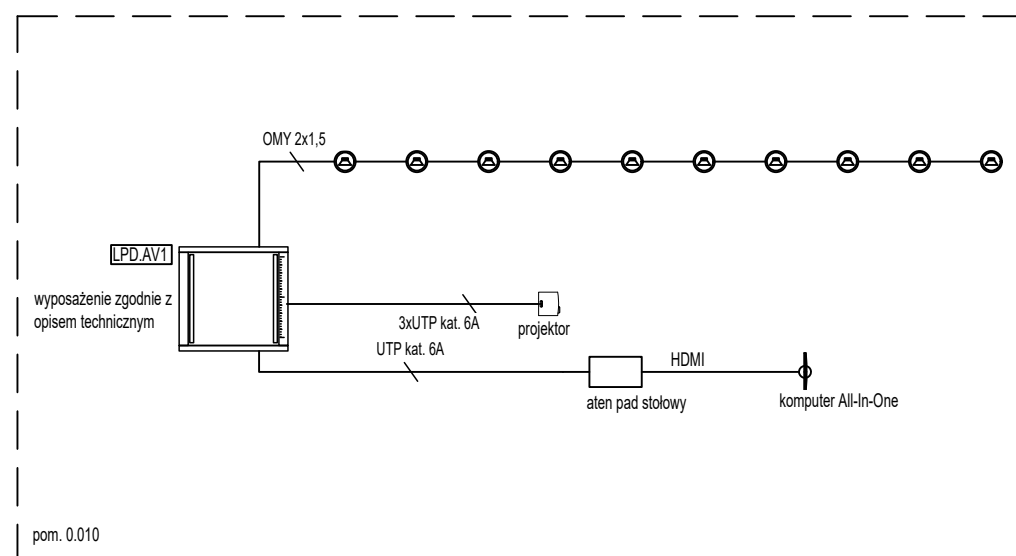 OMY 2x1,5
LPD.AV1
wyposażenie zgodnie z
opisem technicznym
3xUTP kat. 6A
projektor
UTP kat. 6A
HDMI
aten pad stołowy
komputer All-In-One
pom. 0.010